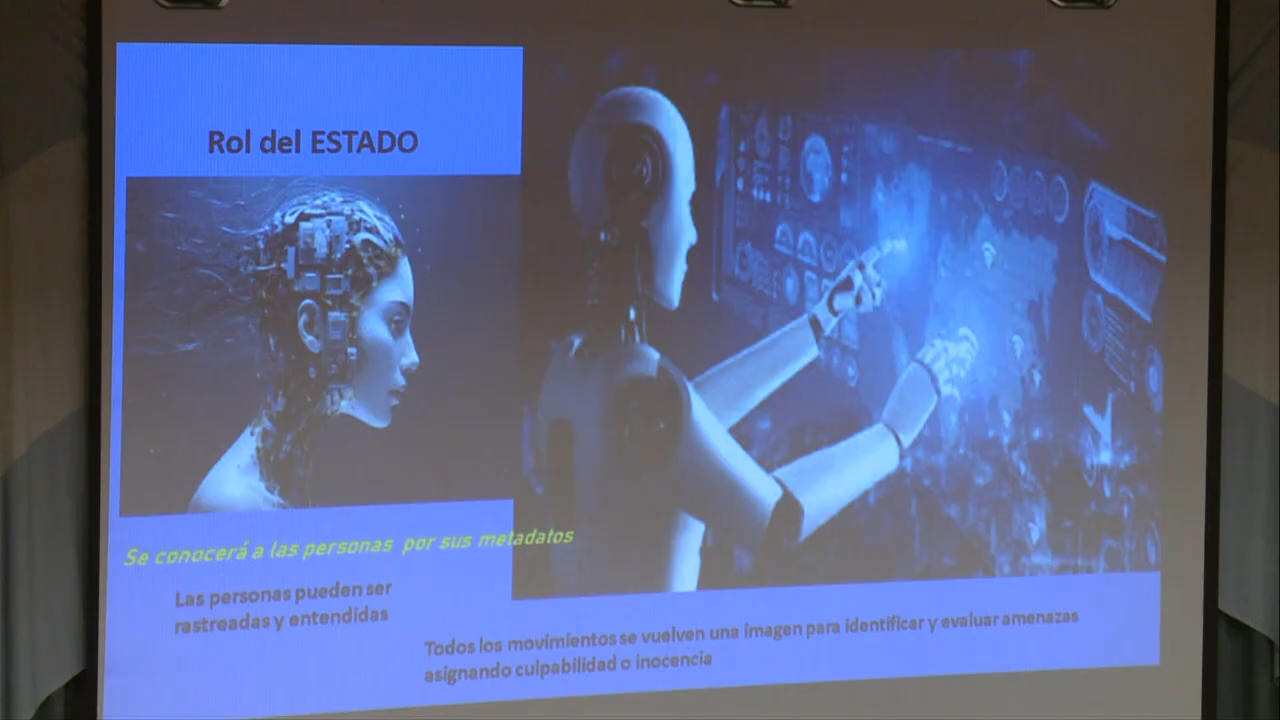 Rol del ESTADO
Se conocerá a las personas por sus metadatos
Las personas pueden ser
rastreadas y entendidas
Todos los movimientos se vuelven una imagen para identificar y evaluar amenazas
asignando culpabilidad o inocencia